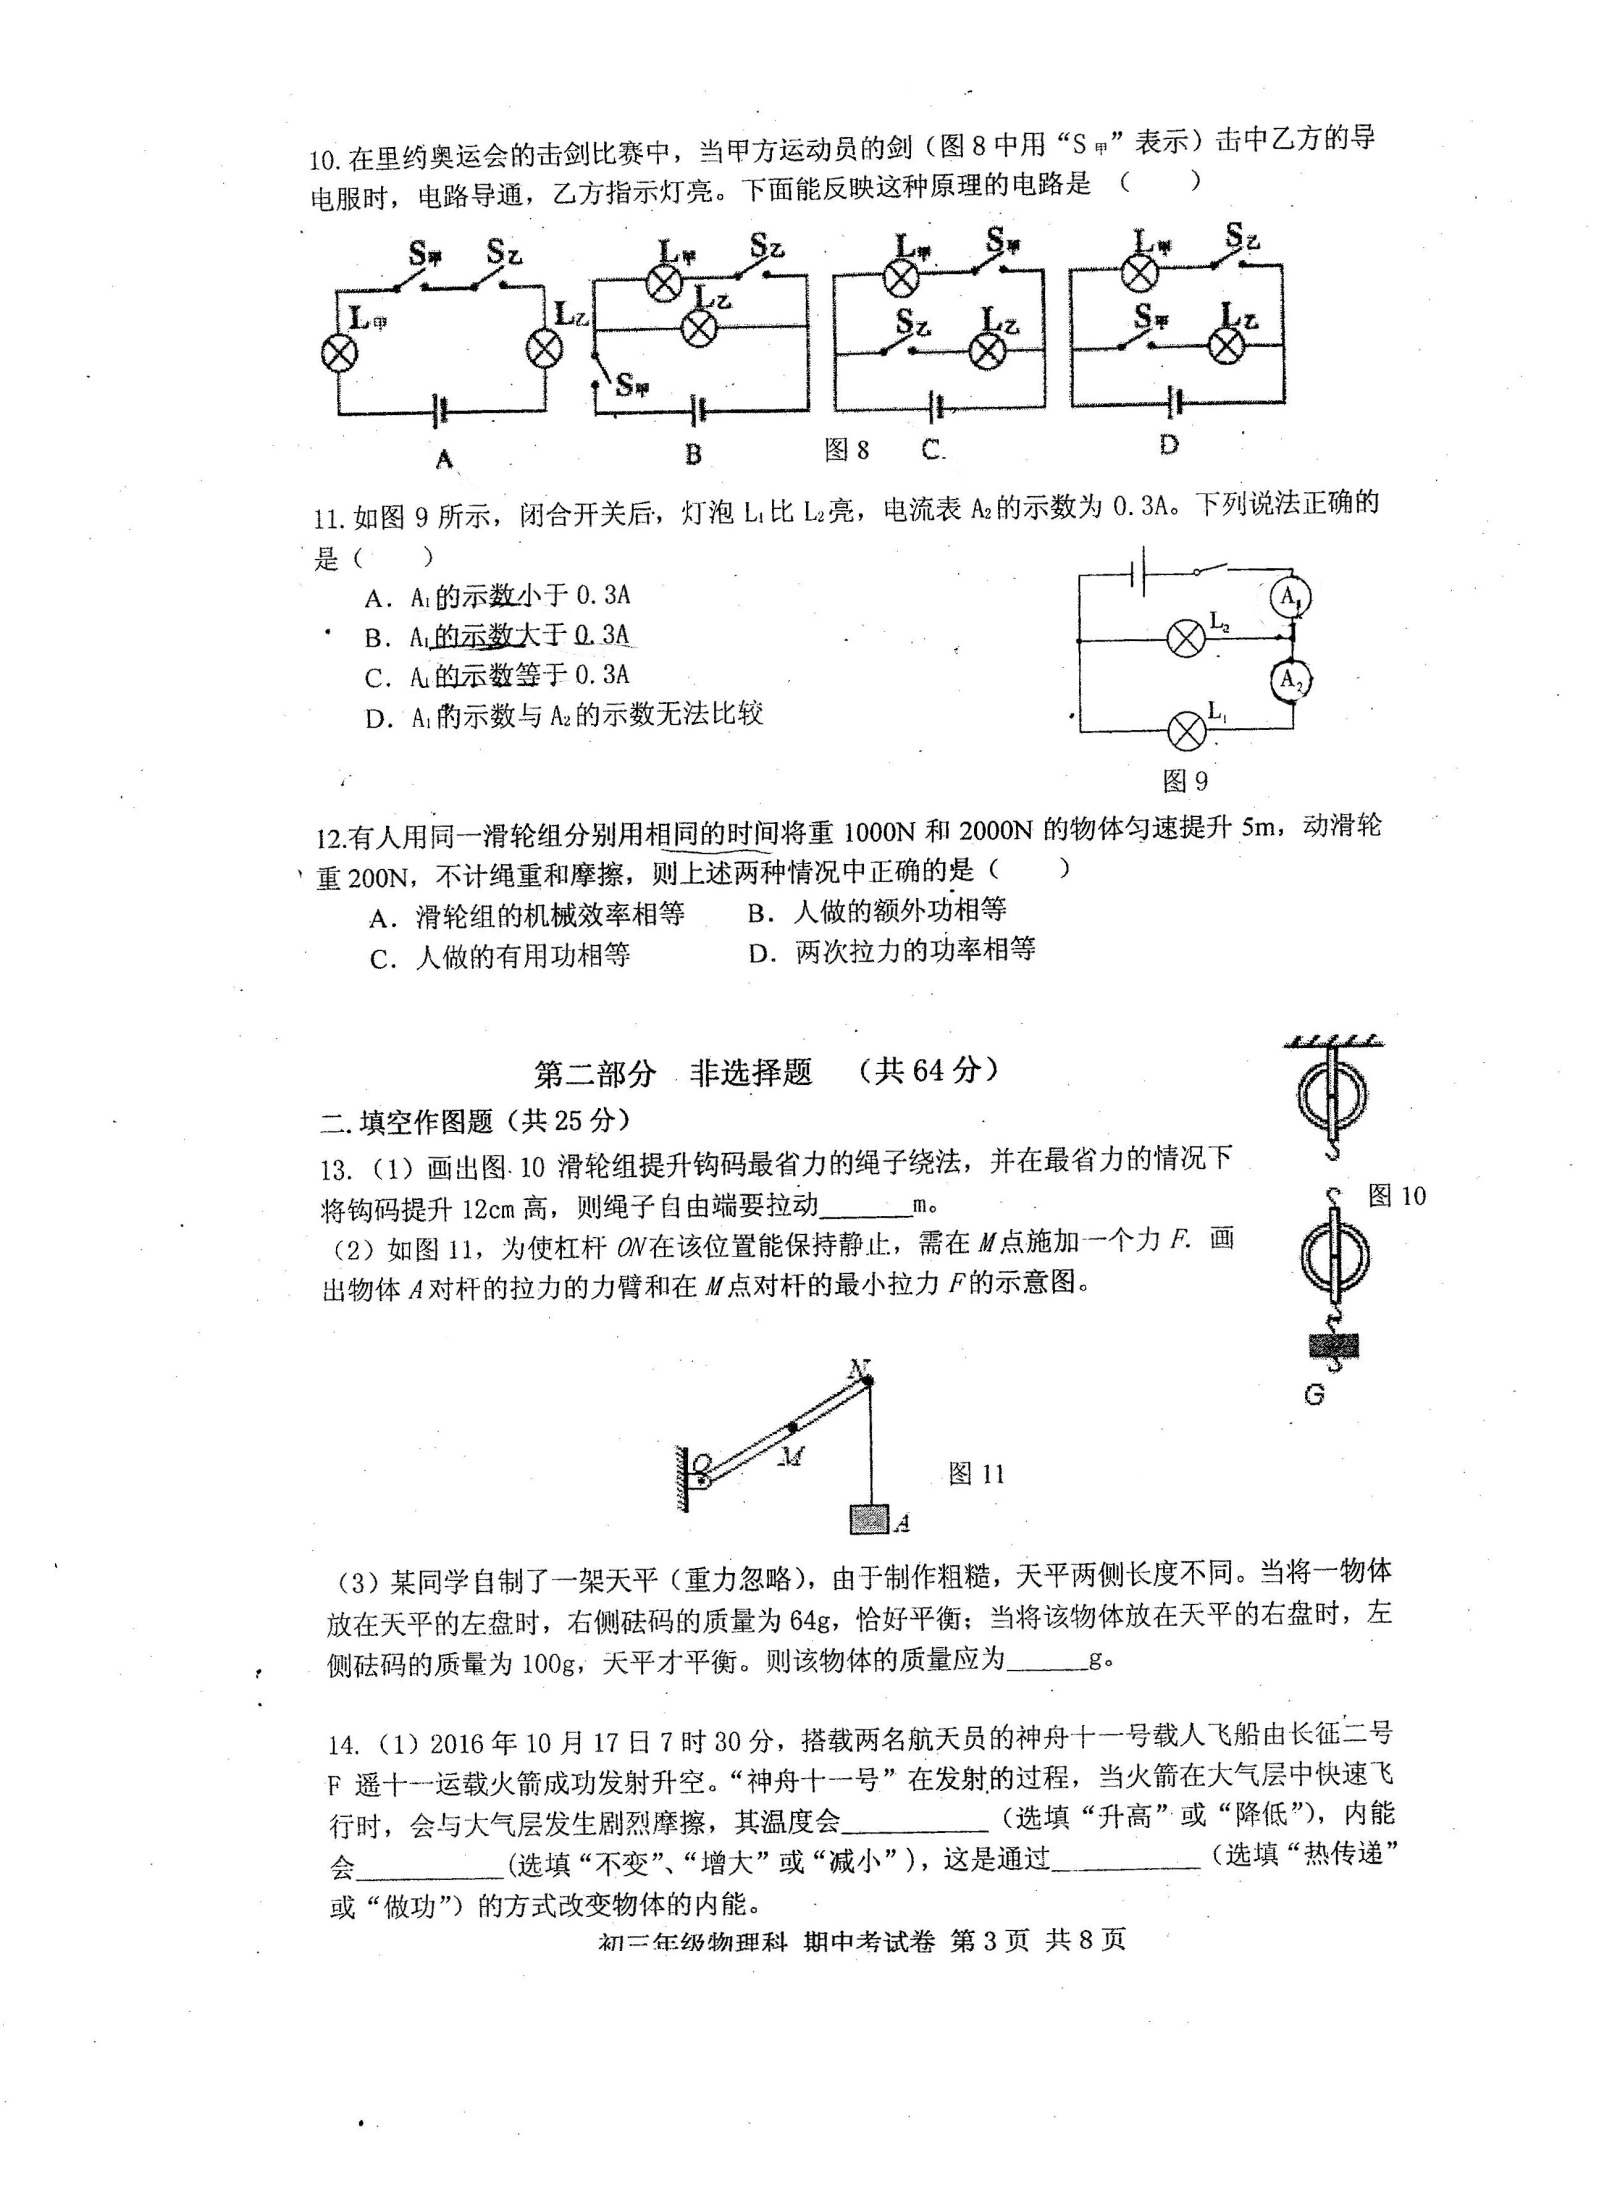 10.在里约奥运会的击剑比赛中，当甲方运动员的剑（图8中用“S甲”表示）击中乙方的导
电服时，电路导通，乙方指示灯亮。下面能反映这种原理的电路是 （  ）
S甲 S乙 L甲 S乙 L甲 S甲 L甲 S乙
L甲 L乙 L乙 S乙 L乙 S甲 L乙
S甲
A B 图8 C. D
11.如图9所示，闭合开关后，灯泡L₁比L₂亮，电流表A₂的示数为0.3A。下列说法正确的
是（  ）
A．A₁的示数小于0.3A
B．A₁的示数大于0.3A
C．A₁的示数等于0.3A
D．A₁的示数与A₂的示数无法比较
A₁
L₂
A₂
L₁
图9
12.有人用同一滑轮组分别用相同的时间将重1000N和2000N的物体匀速提升5m，动滑轮
重200N，不计绳重和摩擦，则上述两种情况中正确的是（  ）
A．滑轮组的机械效率相等 B．人做的额外功相等
C．人做的有用功相等 D．两次拉力的功率相等
第二部分 非选择题 （共64分）
二.填空作图题（共25分）
13.（1）画出图10 滑轮组提升钩码最省力的绳子绕法，并在最省力的情况下
将钩码提升12cm高，则绳子自由端要拉动______m。
图10
（2）如图11，为使杠杆ON在该位置能保持静止，需在M点施加一个力F. 画
出物体A对杆的拉力的力臂和在M点对杆的最小拉力F的示意图。
G
N
M
O
图11
A
（3）某同学自制了一架天平（重力忽略），由于制作粗糙，天平两侧长度不同。当将一物体
放在天平的左盘时，右侧砝码的质量为64g，恰好平衡；当将该物体放在天平的右盘时，左
侧砝码的质量为100g，天平才平衡。则该物体的质量应为______g。
14.（1）2016年10月17日7时30分，搭载两名航天员的神舟十一号载人飞船由长征二号
F 遥十一运载火箭成功发射升空。“神舟十一号”在发射的过程，当火箭在大气层中快速飞
行时，会与大气层发生剧烈摩擦，其温度会__________（选填“升高”或“降低”），内能
会__________(选填“不变”、“增大”或“减小”)，这是通过__________（选填“热传递”
或“做功”）的方式改变物体的内能。
初三年级物理科 期中考试卷 第3页 共8页